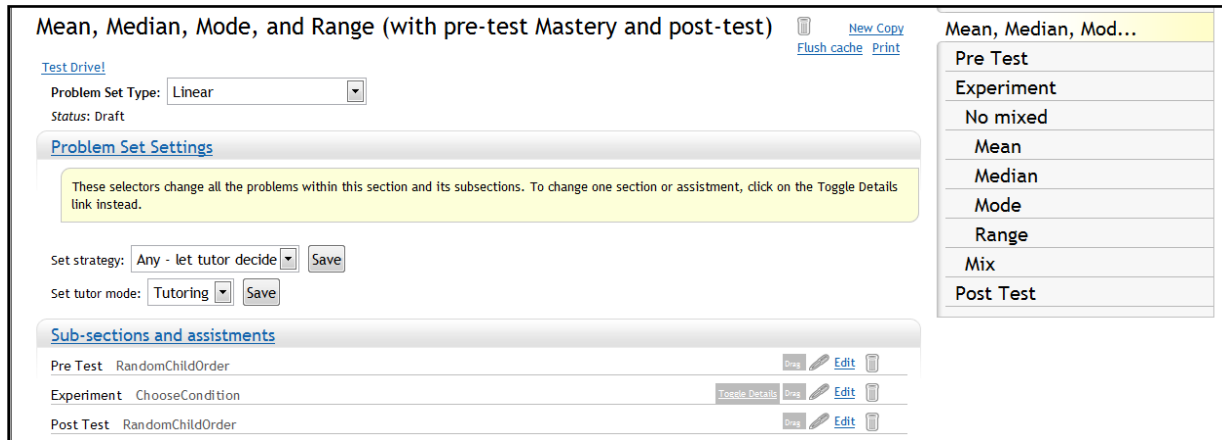 Mean, Median, Mode, and Range (with pre-test Mastery and post-test)
New Copy
Flush cache Print
Test Drive!
Problem Set Type: Linear
Status: Draft
Problem Set Settings
These selectors change all the problems within this section and its subsections. To change one section or assistment, click on the Toggle Details
link instead.
Set strategy: Any - let tutor decide Save
Set tutor mode: Tutoring Save
Sub-sections and assistments
Pre Test RandomChildOrder Drag Edit
Experiment ChooseCondition Toggle Details Drag Edit
Post Test RandomChildOrder Drag Edit
Mean, Median, Mod...
Pre Test
Experiment
No mixed
Mean
Median
Mode
Range
Mix
Post Test